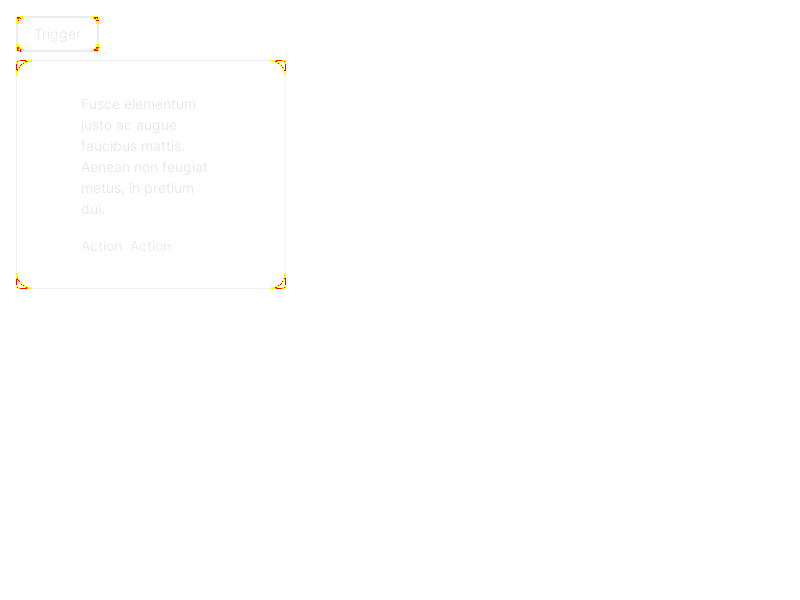 Trigger
Fusce elementum
justo ac augue
faucibus mattis.
Aenean non feugiat
metus, in pretium
dui.
Action Action